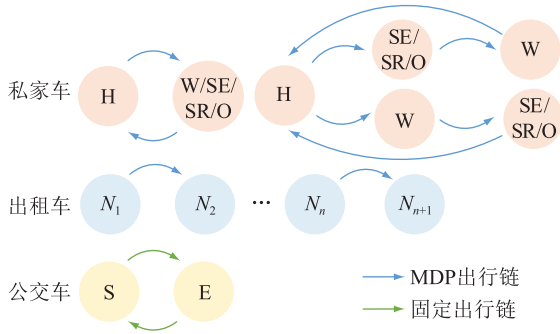 私家车
H
W/SE/
SR/O
H
SE/
SR/O
W
W
SE/
SR/O
出租车
N1
N2
...
Nn
Nn+1
公交车
S
E
MDP出行链
固定出行链